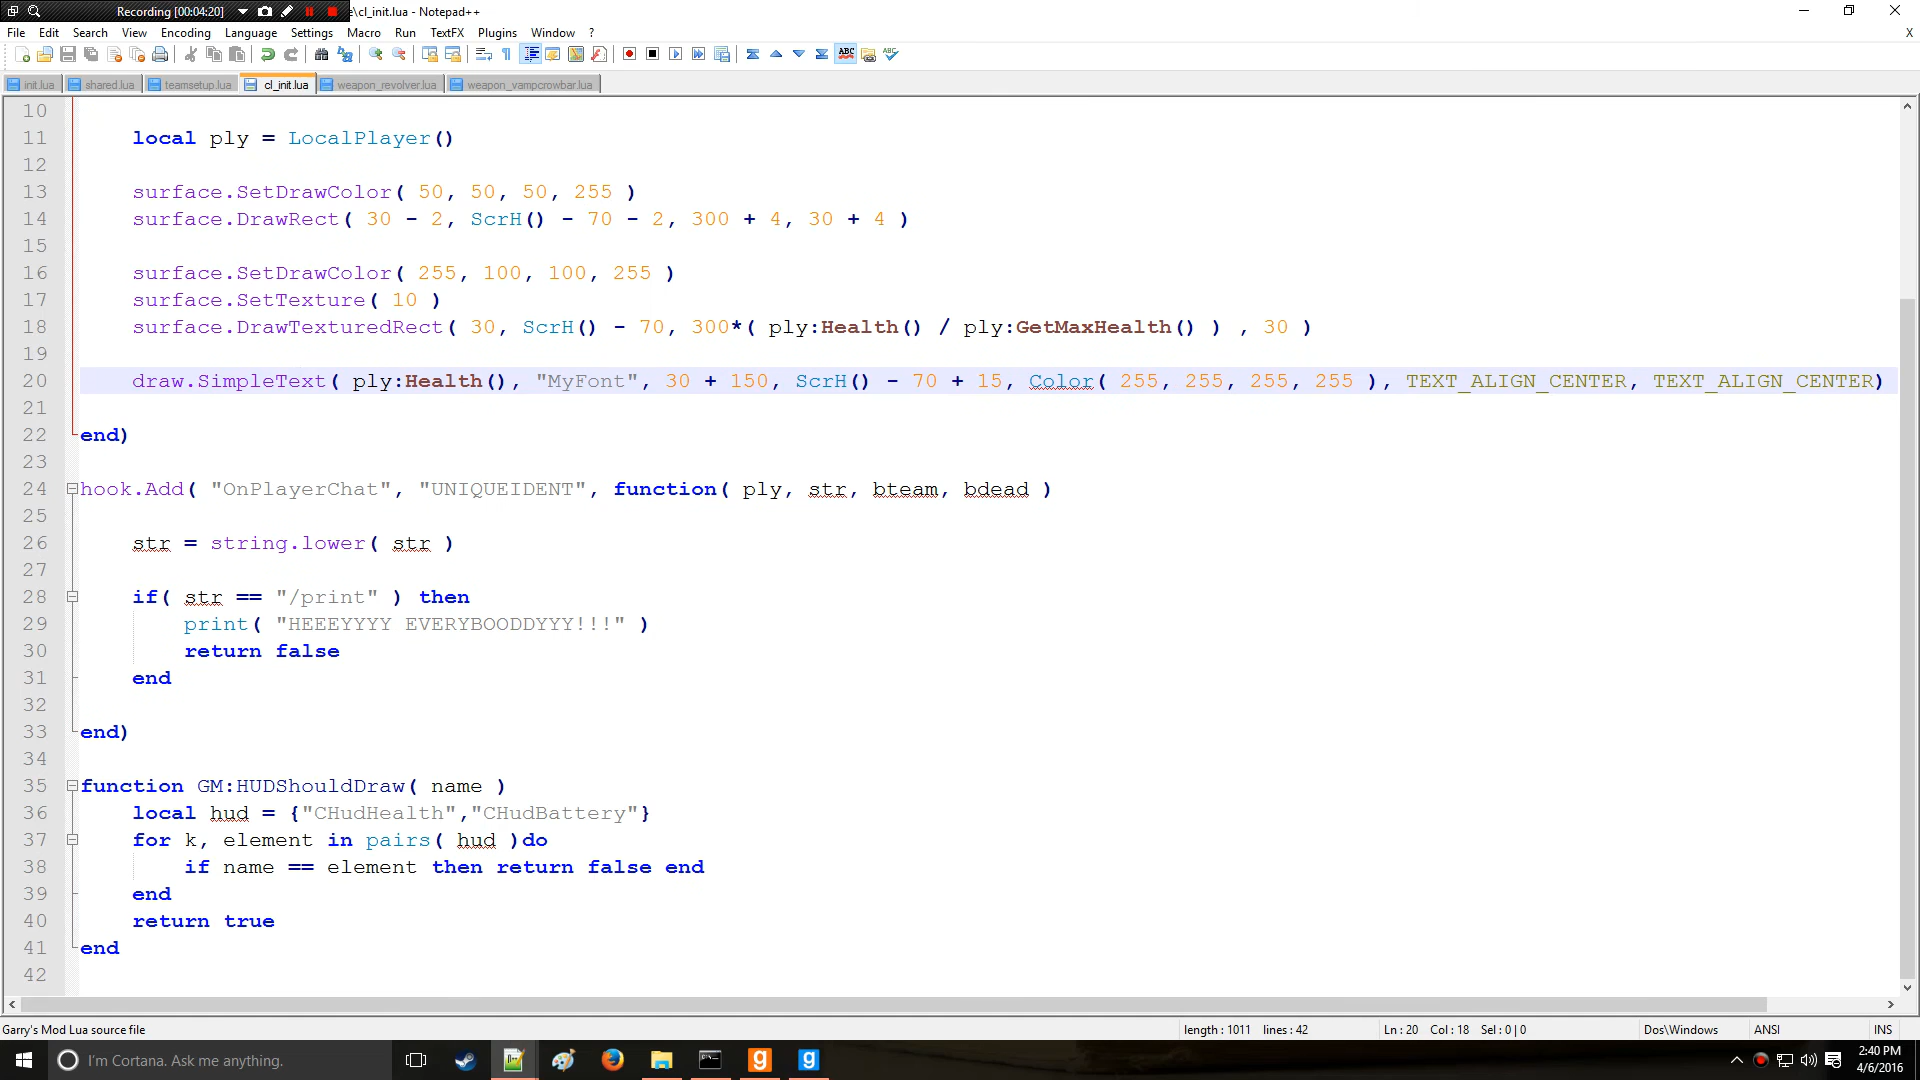 Recording [00:04:20] e\cl_init.lua - Notepad++
File Edit Search View Encoding Language Settings Macro Run TextFX Plugins Window ? X
init.lua shared.lua teamsetup.lua cl_init.lua weapon_revolver.lua weapon_vampcrowbar.lua
10
11 local ply = LocalPlayer()
12
13 surface.SetDrawColor( 50, 50, 50, 255 )
14 surface.DrawRect( 30 - 2, ScrH() - 70 - 2, 300 + 4, 30 + 4 )
15
16 surface.SetDrawColor( 255, 100, 100, 255 )
17 surface.SetTexture( 10 )
18 surface.DrawTexturedRect( 30, ScrH() - 70, 300*( ply:Health() / ply:GetMaxHealth() ) , 30 )
19
20 draw.SimpleText( ply:Health(), "MyFont", 30 + 150, ScrH() - 70 + 15, Color( 255, 255, 255, 255 ), TEXT_ALIGN_CENTER, TEXT_ALIGN_CENTER)
21
22 end)
23
24 hook.Add( "OnPlayerChat", "UNIQUEIDENT", function( ply, str, bteam, bdead )
25
26 str = string.lower( str )
27
28 if( str == "/print" ) then
29 print( "HEEEYYYY EVERYBOODDYYY!!!" )
30 return false
31 end
32
33 end)
34
35 function GM:HUDShouldDraw( name )
36 local hud = {"CHudHealth","CHudBattery"}
37 for k, element in pairs( hud )do
38 if name == element then return false end
39 end
40 return true
41 end
42
Garry's Mod Lua source file length : 1011 lines : 42 Ln : 20 Col : 18 Sel : 0 | 0 Dos\Windows ANSI INS
I'm Cortana. Ask me anything. 2:40 PM
4/6/2016